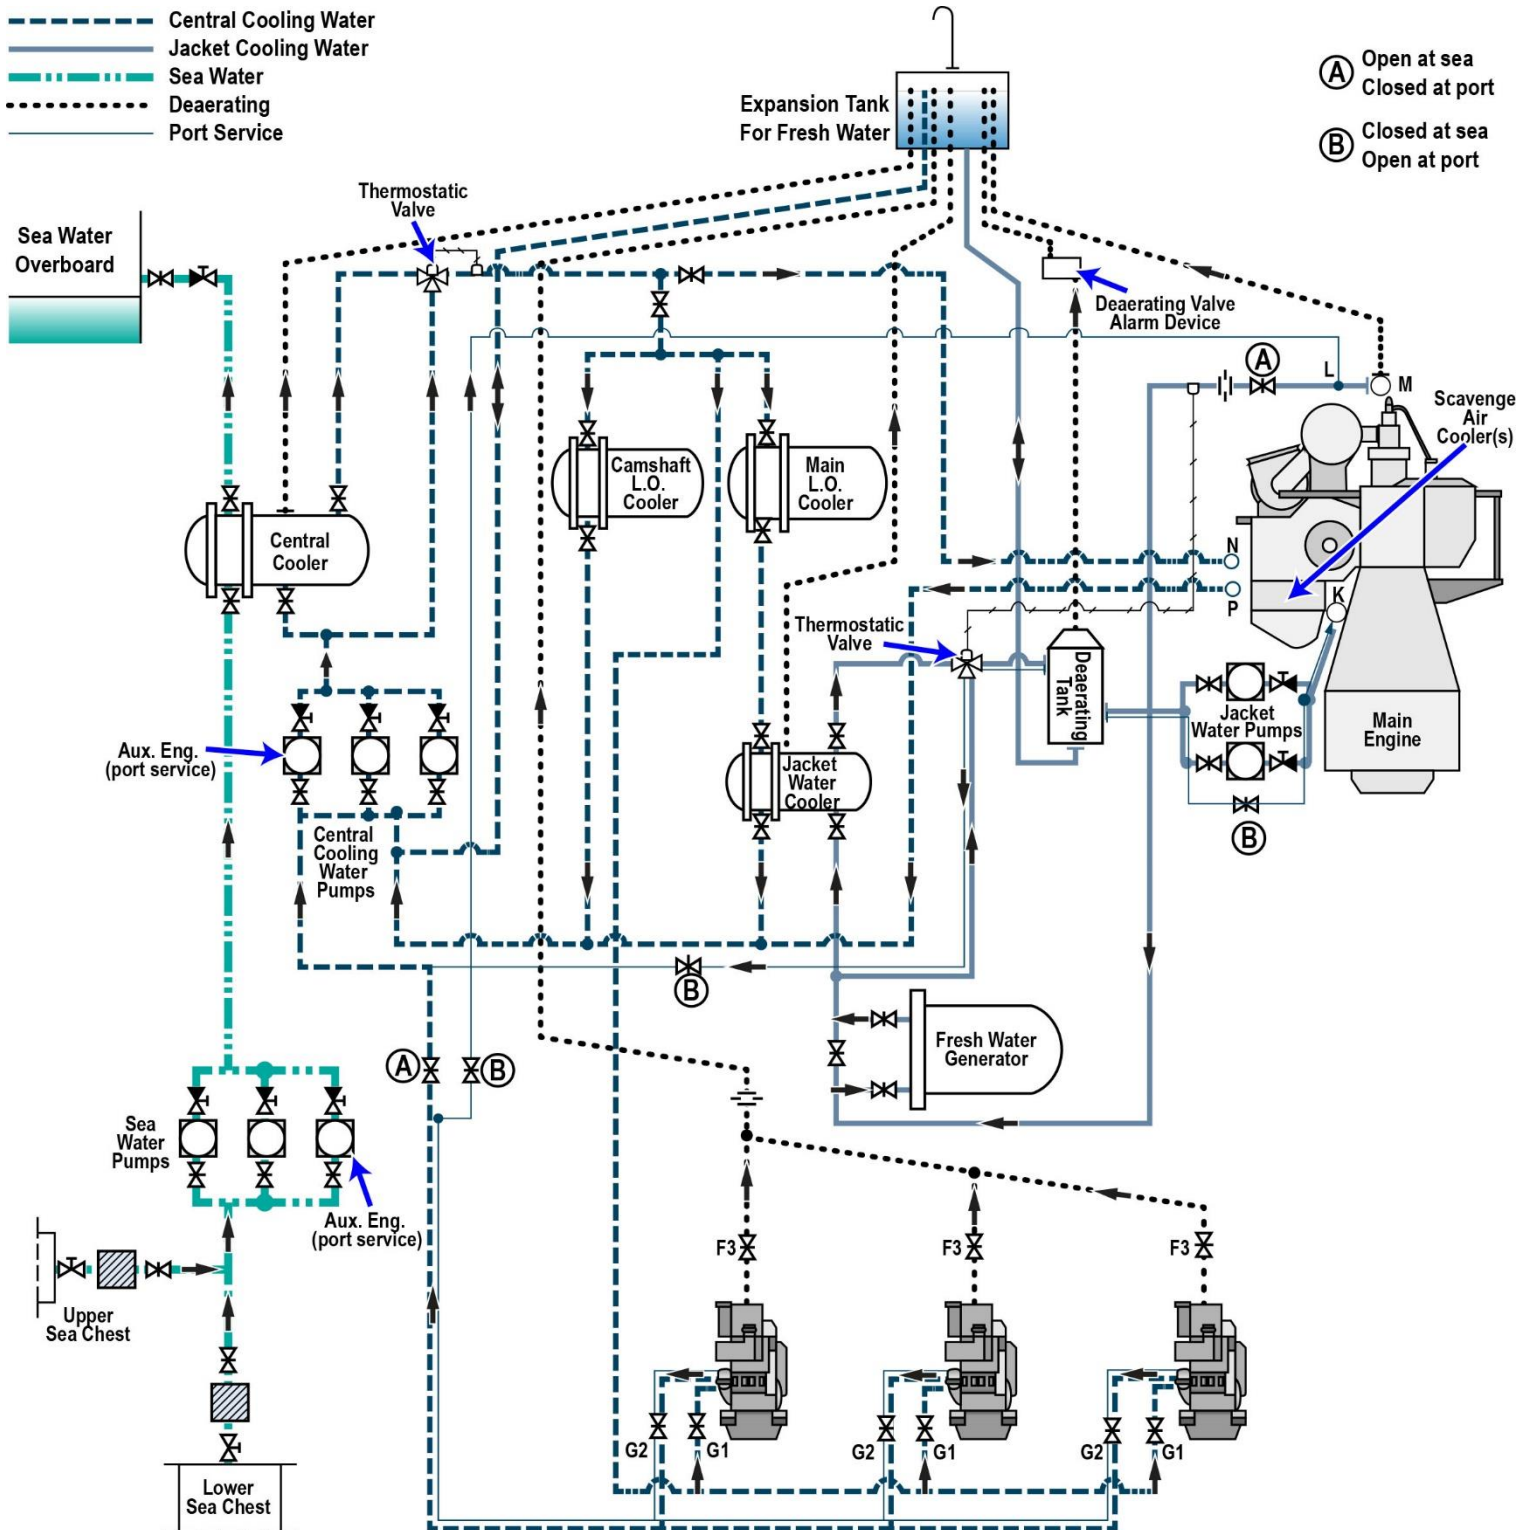 Central Cooling Water
Jacket Cooling Water
Sea Water
Deaerating
Port Service
Expansion Tank
For Fresh Water
A
Open at sea
Closed at port
B
Closed at sea
Open at port
Thermostatic
Valve
Sea Water
Overboard
Deaerating Valve
Alarm Device
A
L
M
Scavenge
Air
Cooler(s)
Camshaft
L.O.
Cooler
Main
L.O.
Cooler
Central
Cooler
N
P
K
Thermostatic
Valve
Deaerating
Tank
Jacket
Water Pumps
Main
Engine
Aux. Eng.
(port service)
Jacket
Water
Cooler
Central
Cooling
Water
Pumps
B
B
Fresh Water
Generator
A
B
Sea
Water
Pumps
Aux. Eng.
(port service)
F3
F3
F3
Upper
Sea Chest
G2
G1
G2
G1
G2
G1
Lower
Sea Chest